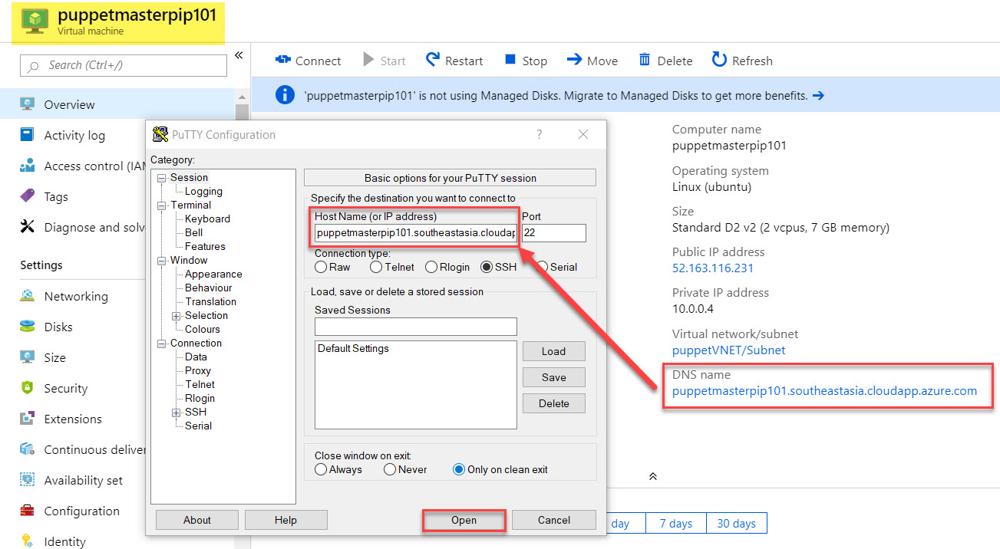 puppetmasterpip101
Virtual machine
Search (Ctrl+/)
«
Connect
Start
Restart
Stop
Move
Delete
Refresh
'puppetmasterpip101' is not using Managed Disks. Migrate to Managed Disks to get more benefits. →
Overview
Activity log
Access control (IAM
Tags
Diagnose and solv
Settings
Networking
Disks
Size
Security
Extensions
Continuous deliver
Availability set
Configuration
Identity
PuTTY Configuration
?
Category:
Session
Logging
Terminal
Keyboard
Bell
Features
Window
Appearance
Behaviour
Translation
Selection
Colours
Connection
Data
Proxy
Telnet
Rlogin
SSH
Serial
Basic options for your PuTTY session
Specify the destination you want to connect to
Host Name (or IP address)
Port
puppetmasterpip101.southeastasia.cloudap
22
Connection type:
Raw
Telnet
Rlogin
SSH
Serial
Load, save or delete a stored session
Saved Sessions
Default Settings
Load
Save
Delete
Close window on exit:
Always
Never
Only on clean exit
About
Help
Open
Cancel
Computer name
puppetmasterpip101
Operating system
Linux (ubuntu)
Size
Standard D2 v2 (2 vcpus, 7 GB memory)
Public IP address
52.163.116.231
Private IP address
10.0.0.4
Virtual network/subnet
puppetVNET/Subnet
DNS name
puppetmasterpip101.southeastasia.cloudapp.azure.com
day
7 days
30 days